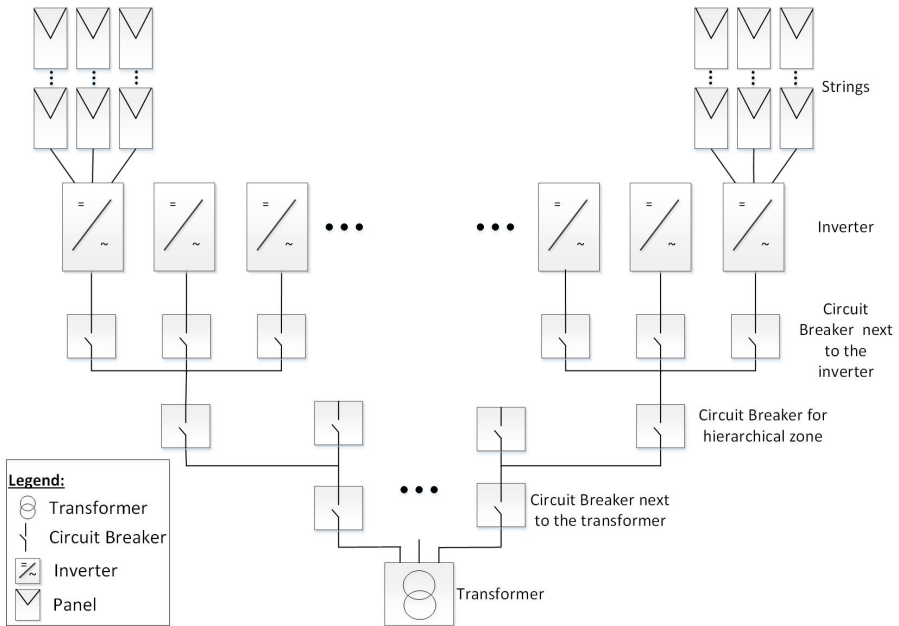 Strings
Inverter
Circuit
Breaker next
to the
inverter
Circuit Breaker for
hierarchical zone
Circuit Breaker next
to the transformer
Transformer
Legend:
Transformer
Circuit Breaker
Inverter
Panel